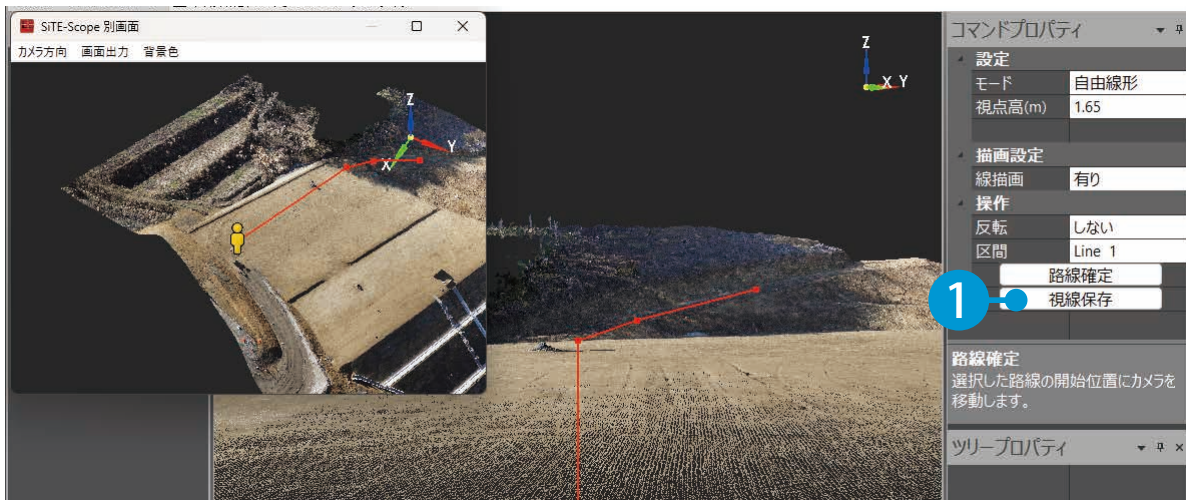 SiTE-Scope 別画面
カメラ方向 画面出力 背景色
Z
X
Y
Z
X Y
コマンドプロパティ
設定
モード 自由線形
視点高(m) 1.65
描画設定
線描画 有り
操作
反転 しない
区間 Line 1
路線確定
1
視線保存
路線確定
選択した路線の開始位置にカメラを
移動します。
ツリープロパティ